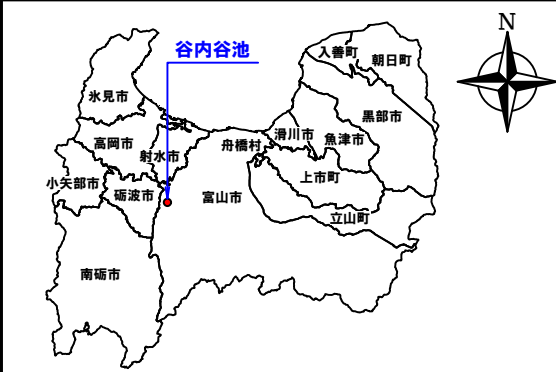 N
谷内谷池
入善町
朝日町
氷見市
黒部市
滑川市
魚津市
高岡市
射水市
舟橋村
上市町
小矢部市
砺波市
富山市
立山町
南砺市